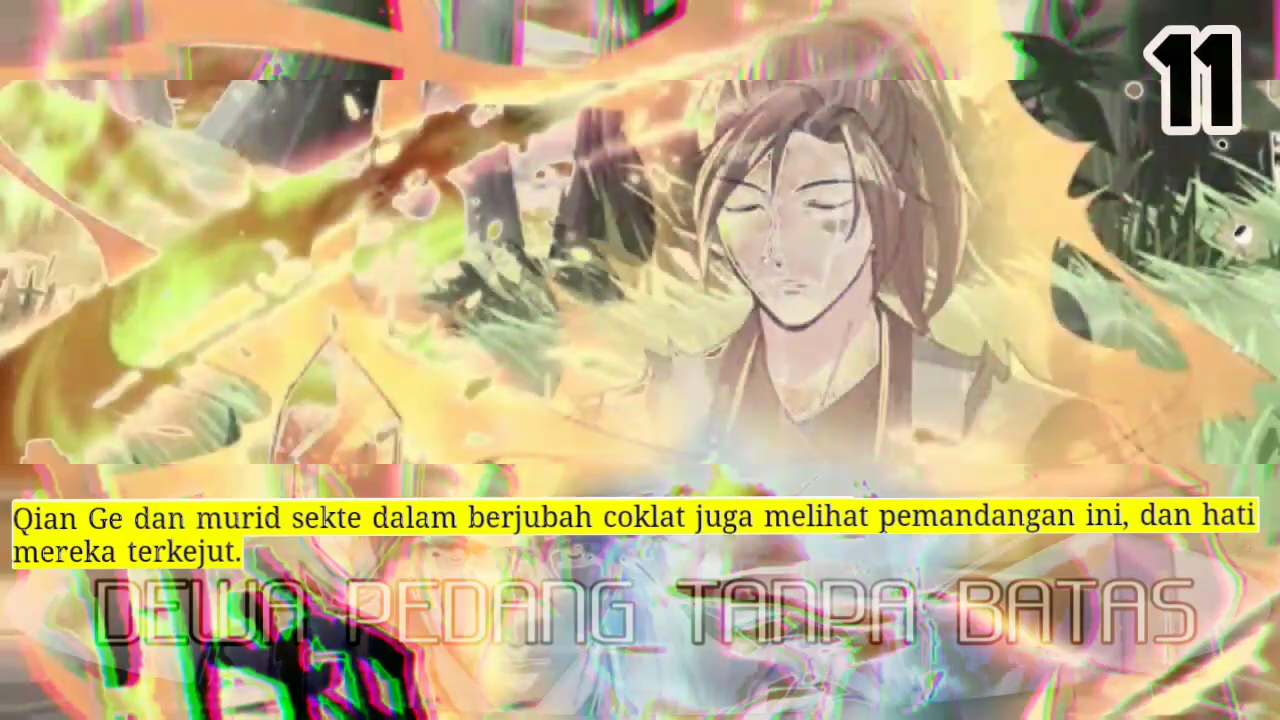 11
Qian Ge dan murid sekte dalam berjubah coklat juga melihat pemandangan ini, dan hati
mereka terkejut.
DEWA PEDANG TANPA BATAS